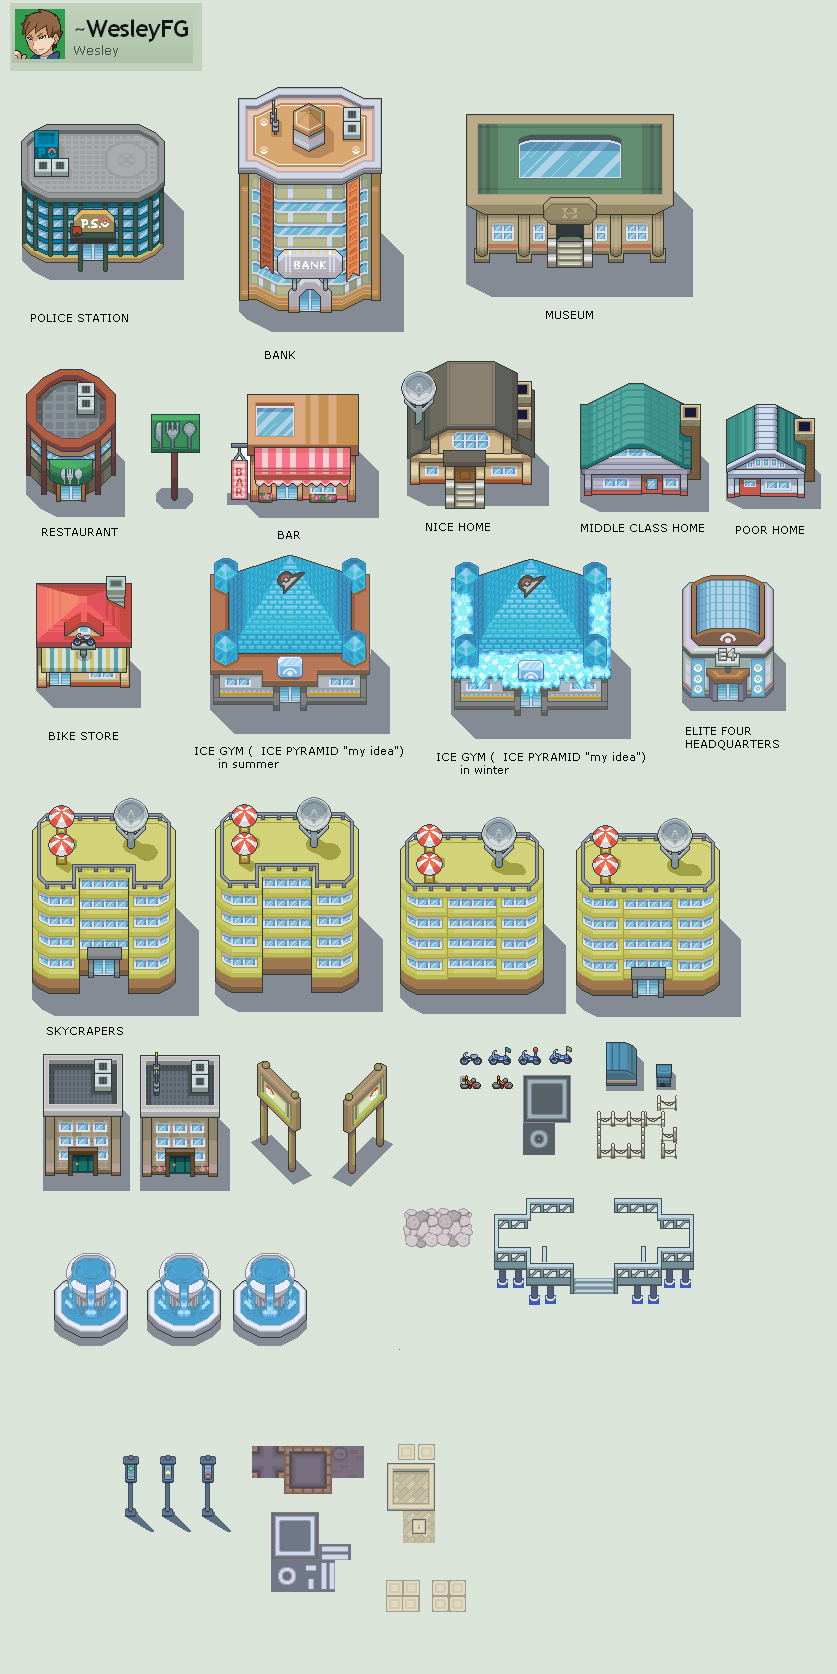 ~WesleyFG
Wesley
P.S.
BANK
POLICE STATION
MUSEUM
BANK
BAR
RESTAURANT
BAR
NICE HOME
MIDDLE CLASS HOME
POOR HOME
E4
BIKE STORE
ICE GYM ( ICE PYRAMID "my idea")
in summer
ICE GYM ( ICE PYRAMID "my idea")
in winter
ELITE FOUR
HEADQUARTERS
SKYCRAPERS